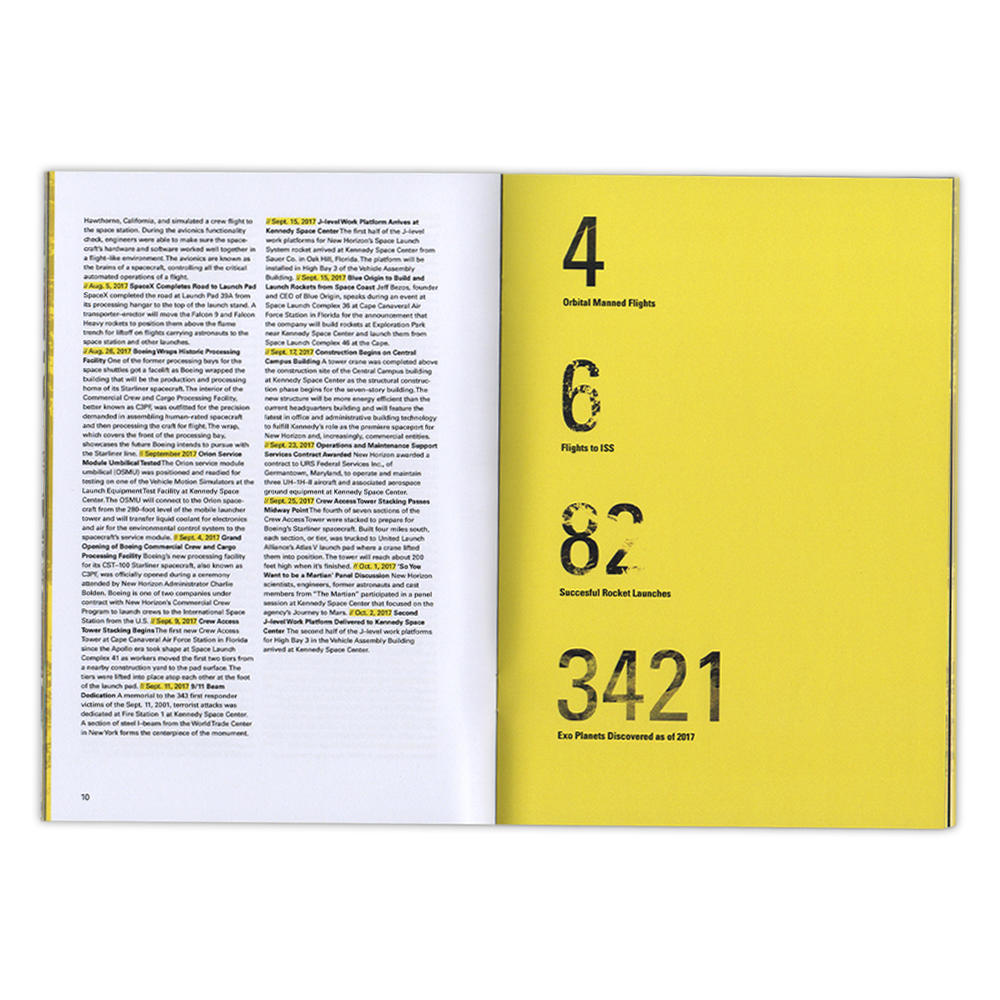 Hawthorne, California, and simulated a crew flight to
the space station. During the avionics functionality
check, engineers were able to make sure the space-
craft's hardware and software worked well together in
a flight-like environment. The avionics are known as
the brains of a spacecraft, controlling all the critical
automated operations of a flight.
// Aug. 5, 2017 SpaceX Completes Road to Launch Pad
SpaceX completed the road at Launch Pad 39A from
its processing hangar to the top of the launch stand. A
transporter-erector will move the Falcon 9 and Falcon
Heavy rockets to position them above the flame
trench for liftoff on flights carrying astronauts to the
space station and other launches.
// Aug. 26, 2017 Boeing Wraps Historic Processing
Facility One of the former processing bays for the
space shuttles got a facelift as Boeing wrapped the
building that will be the production and processing
home of its Starliner spacecraft. The interior of the
Commercial Crew and Cargo Processing Facility,
better known as C3PF, was outfitted for the precision
demanded in assembling human-rated spacecraft
and then processing the craft for flight. The wrap,
which covers the front of the processing bay,
showcases the future Boeing intends to pursue with
the Starliner line. // September 2017 Orion Service
Module Umbilical Tested The Orion service module
umbilical (OSMU) was positioned and readied for
testing on one of the Vehicle Motion Simulators at the
Launch Equipment Test Facility at Kennedy Space
Center. The OSMU will connect to the Orion space-
craft from the 280-foot level of the mobile launcher
tower and will transfer liquid coolant for electronics
and air for the environmental control system to the
spacecraft's service module. // Sept. 4, 2017 Grand
Opening of Boeing Commercial Crew and Cargo
Processing Facility Boeing's new processing facility
for its CST-100 Starliner spacecraft, also known as
C3PF, was officially opened during a ceremony
attended by New Horizon Administrator Charlie
Bolden. Boeing is one of two companies under
contract with New Horizon's Commercial Crew
Program to launch crews to the International Space
Station from the U.S. // Sept. 9, 2017 Crew Access
Tower Stacking Begins The first new Crew Access
Tower at Cape Canaveral Air Force Station in Florida
since the Apollo era took shape at Space Launch
Complex 41 as workers moved the first two tiers from
a nearby construction yard to the pad surface. The
tiers were lifted into place atop each other at the foot
of the launch pad. // Sept. 11, 2017 9/11 Beam
Dedication A memorial to the 343 first responder
victims of the Sept. 11, 2001, terrorist attacks was
dedicated at Fire Station 1 at Kennedy Space Center.
A section of steel I-beam from the World Trade Center
in New York forms the centerpiece of the monument.
10
// Sept. 15, 2017 J-level Work Platform Arrives at
Kennedy Space Center The first half of the J-level
work platforms for New Horizon's Space Launch
System rocket arrived at Kennedy Space Center from
Sauer Co. in Oak Hill, Florida. The platform will be
installed in High Bay 3 of the Vehicle Assembly
Building. // Sept. 15, 2017 Blue Origin to Build and
Launch Rockets from Space Coast Jeff Bezos, founder
and CEO of Blue Origin, speaks during an event at
Space Launch Complex 36 at Cape Canaveral Air
Force Station in Florida for the announcement that
the company will build rockets at Exploration Park
near Kennedy Space Center and launch them from
Space Launch Complex 46 at the Cape.
// Sept. 17, 2017 Construction Begins on Central
Campus Building A tower crane was completed above
the construction site of the Central Campus building
at Kennedy Space Center as the structural construc-
tion phase begins for the seven-story building. The
new structure will be more energy efficient than the
current headquarters building and will feature the
latest in office and administrative building technology
to fulfill Kennedy's role as the premiere spaceport for
New Horizon and, increasingly, commercial entities.
// Sept. 23, 2017 Operations and Maintenance Support
Services Contract Awarded New Horizon awarded a
contract to URS Federal Services Inc., of
Germantown, Maryland, to operate and maintain
three UH-1H-II aircraft and associated aerospace
ground equipment at Kennedy Space Center.
// Sept. 25, 2017 Crew Access Tower Stacking Passes
Midway Point The fourth of seven sections of the
Crew Access Tower were stacked to prepare for
Boeing's Starliner spacecraft. Built four miles south,
each section, or tier, was trucked to United Launch
Alliance's Atlas V launch pad where a crane lifted
them into position. The tower will reach about 200
feet high when it's finished. // Oct. 1, 2017 'So You
Want to be a Martian' Panel Discussion New Horizon
scientists, engineers, former astronauts and cast
members from "The Martian" participated in a panel
session at Kennedy Space Center that focused on the
agency's Journey to Mars. // Oct. 2, 2017 Second
J-level Work Platform Delivered to Kennedy Space
Center The second half of the J-level work platforms
for High Bay 3 in the Vehicle Assembly Building
arrived at Kennedy Space Center.
4
Orbital Manned Flights
6
Flights to ISS
82
Succesful Rocket Launches
3421
Exo Planets Discovered as of 2017